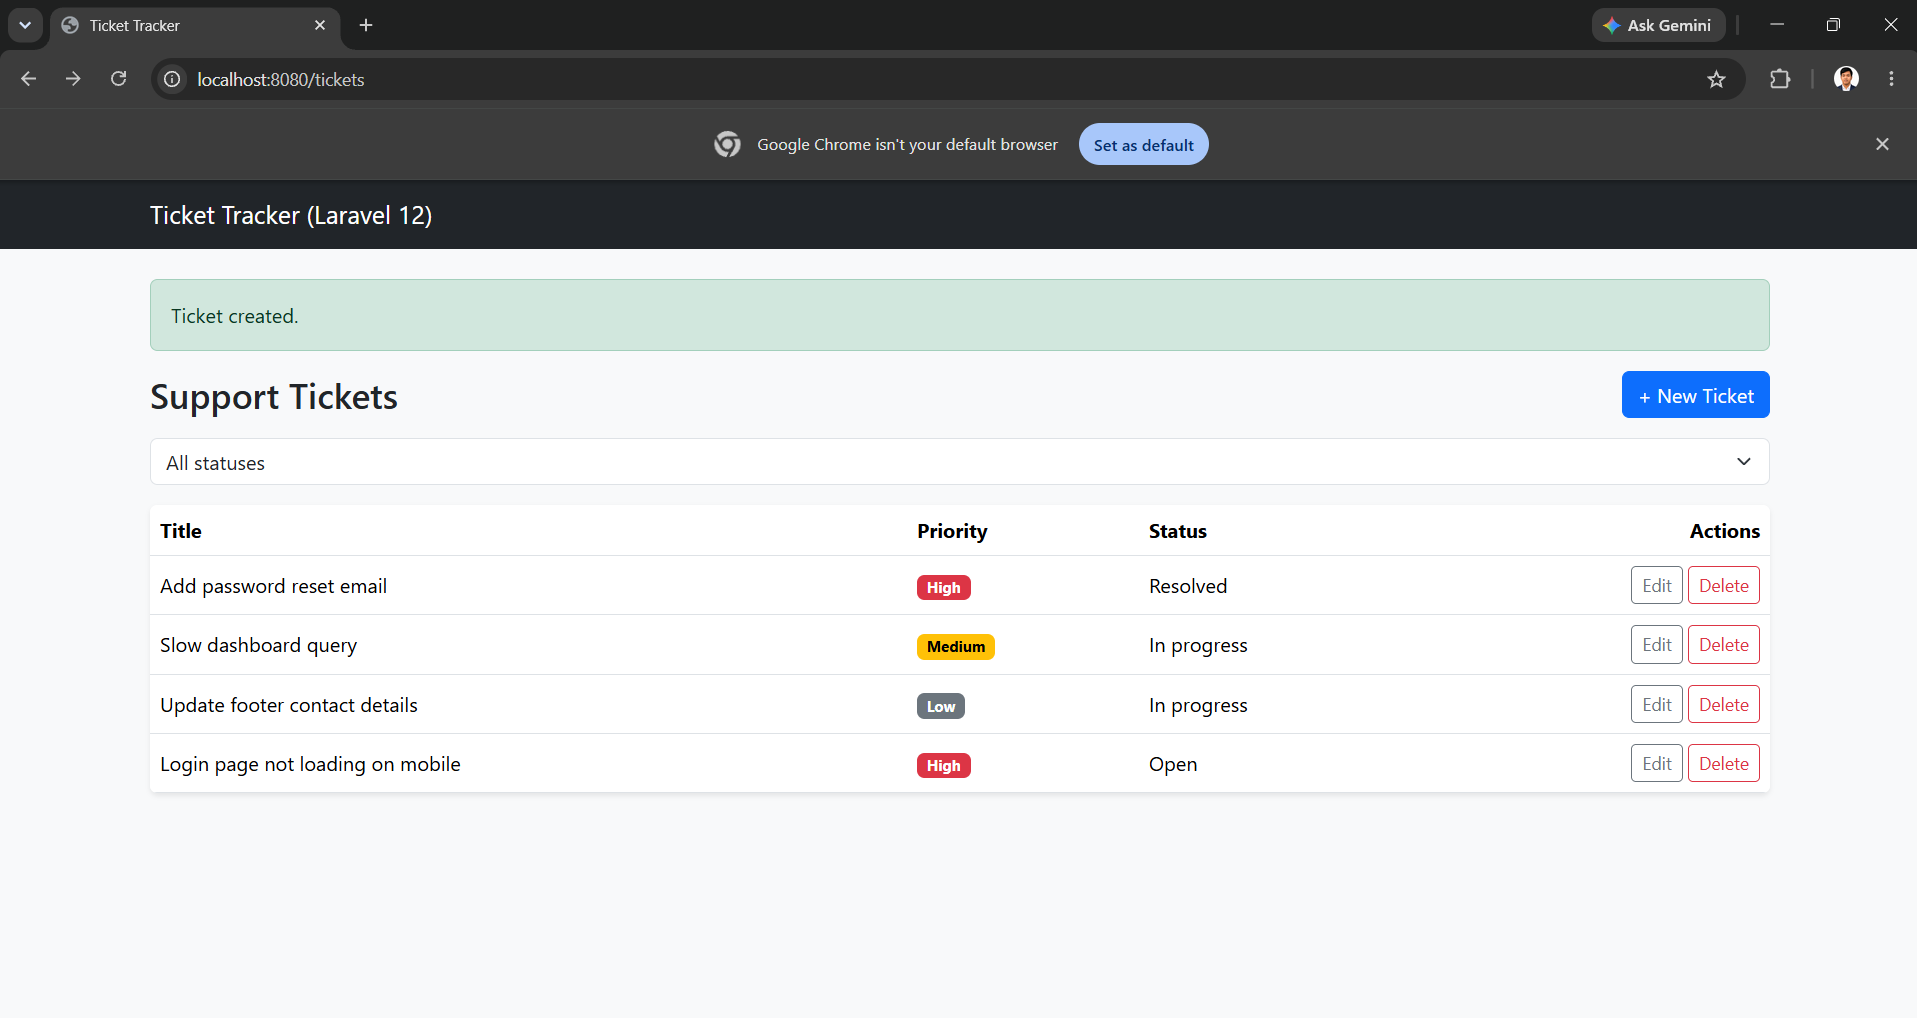 Ticket Tracker
Ask Gemini
localhost:8080/tickets
Google Chrome isn't your default browser Set as default
Ticket Tracker (Laravel 12)
Ticket created.
Support Tickets + New Ticket
All statuses
Title Priority Status Actions
Add password reset email High Resolved Edit Delete
Slow dashboard query Medium In progress Edit Delete
Update footer contact details Low In progress Edit Delete
Login page not loading on mobile High Open Edit Delete